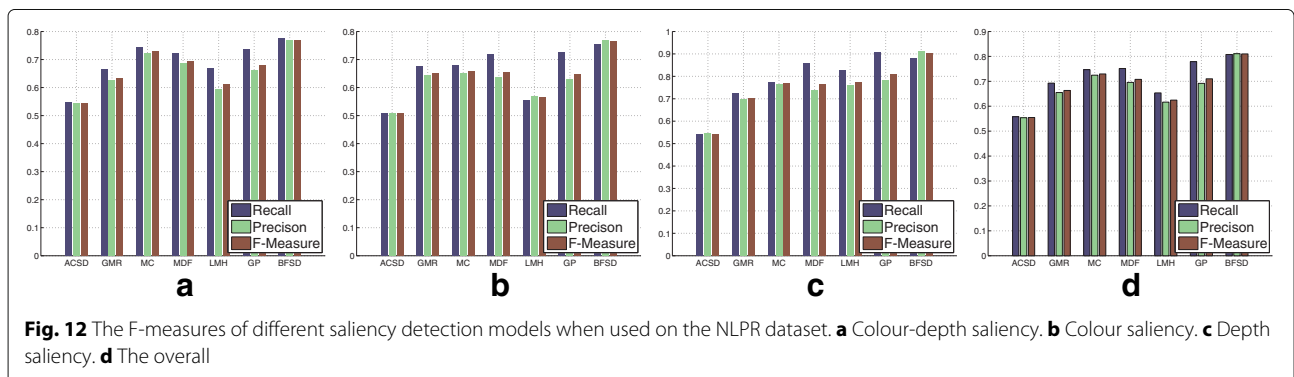 0.8
0.7
0.6
0.5
0.4
0.3
0.2
0.1
0
ACSD GMR MC MDF LMH GP BFSD
Recall
Precison
F-Measure
a
0.8
0.7
0.6
0.5
0.4
0.3
0.2
0.1
0
ACSD GMR MC MDF LMH GP BFSD
Recall
Precison
F-Measure
b
1
0.9
0.8
0.7
0.6
0.5
0.4
0.3
0.2
0.1
0
ACSD GMR MC MDF LMH GP BFSD
Recall
Precison
F-Measure
c
0.9
0.8
0.7
0.6
0.5
0.4
0.3
0.2
0.1
0
ACSD GMR MC MDF LMH GP BFSD
Recall
Precison
F-Measure
d
Fig. 12 The F-measures of different saliency detection models when used on the NLPR dataset. a Colour-depth saliency. b Colour saliency. c Depth
saliency. d The overall